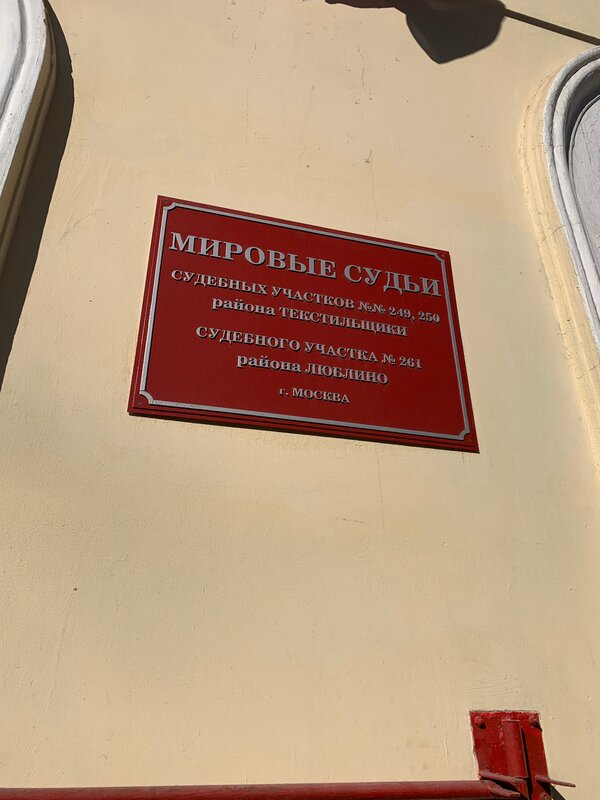 МИРОВЫЕ СУДЬИ
СУДЕБНЫХ УЧАСТКОВ №№ 249, 250
района ТЕКСТИЛЬЩИКИ
СУДЕБНОГО УЧАСТКА № 261
района ЛЮБЛИНО
г. МОСКВА